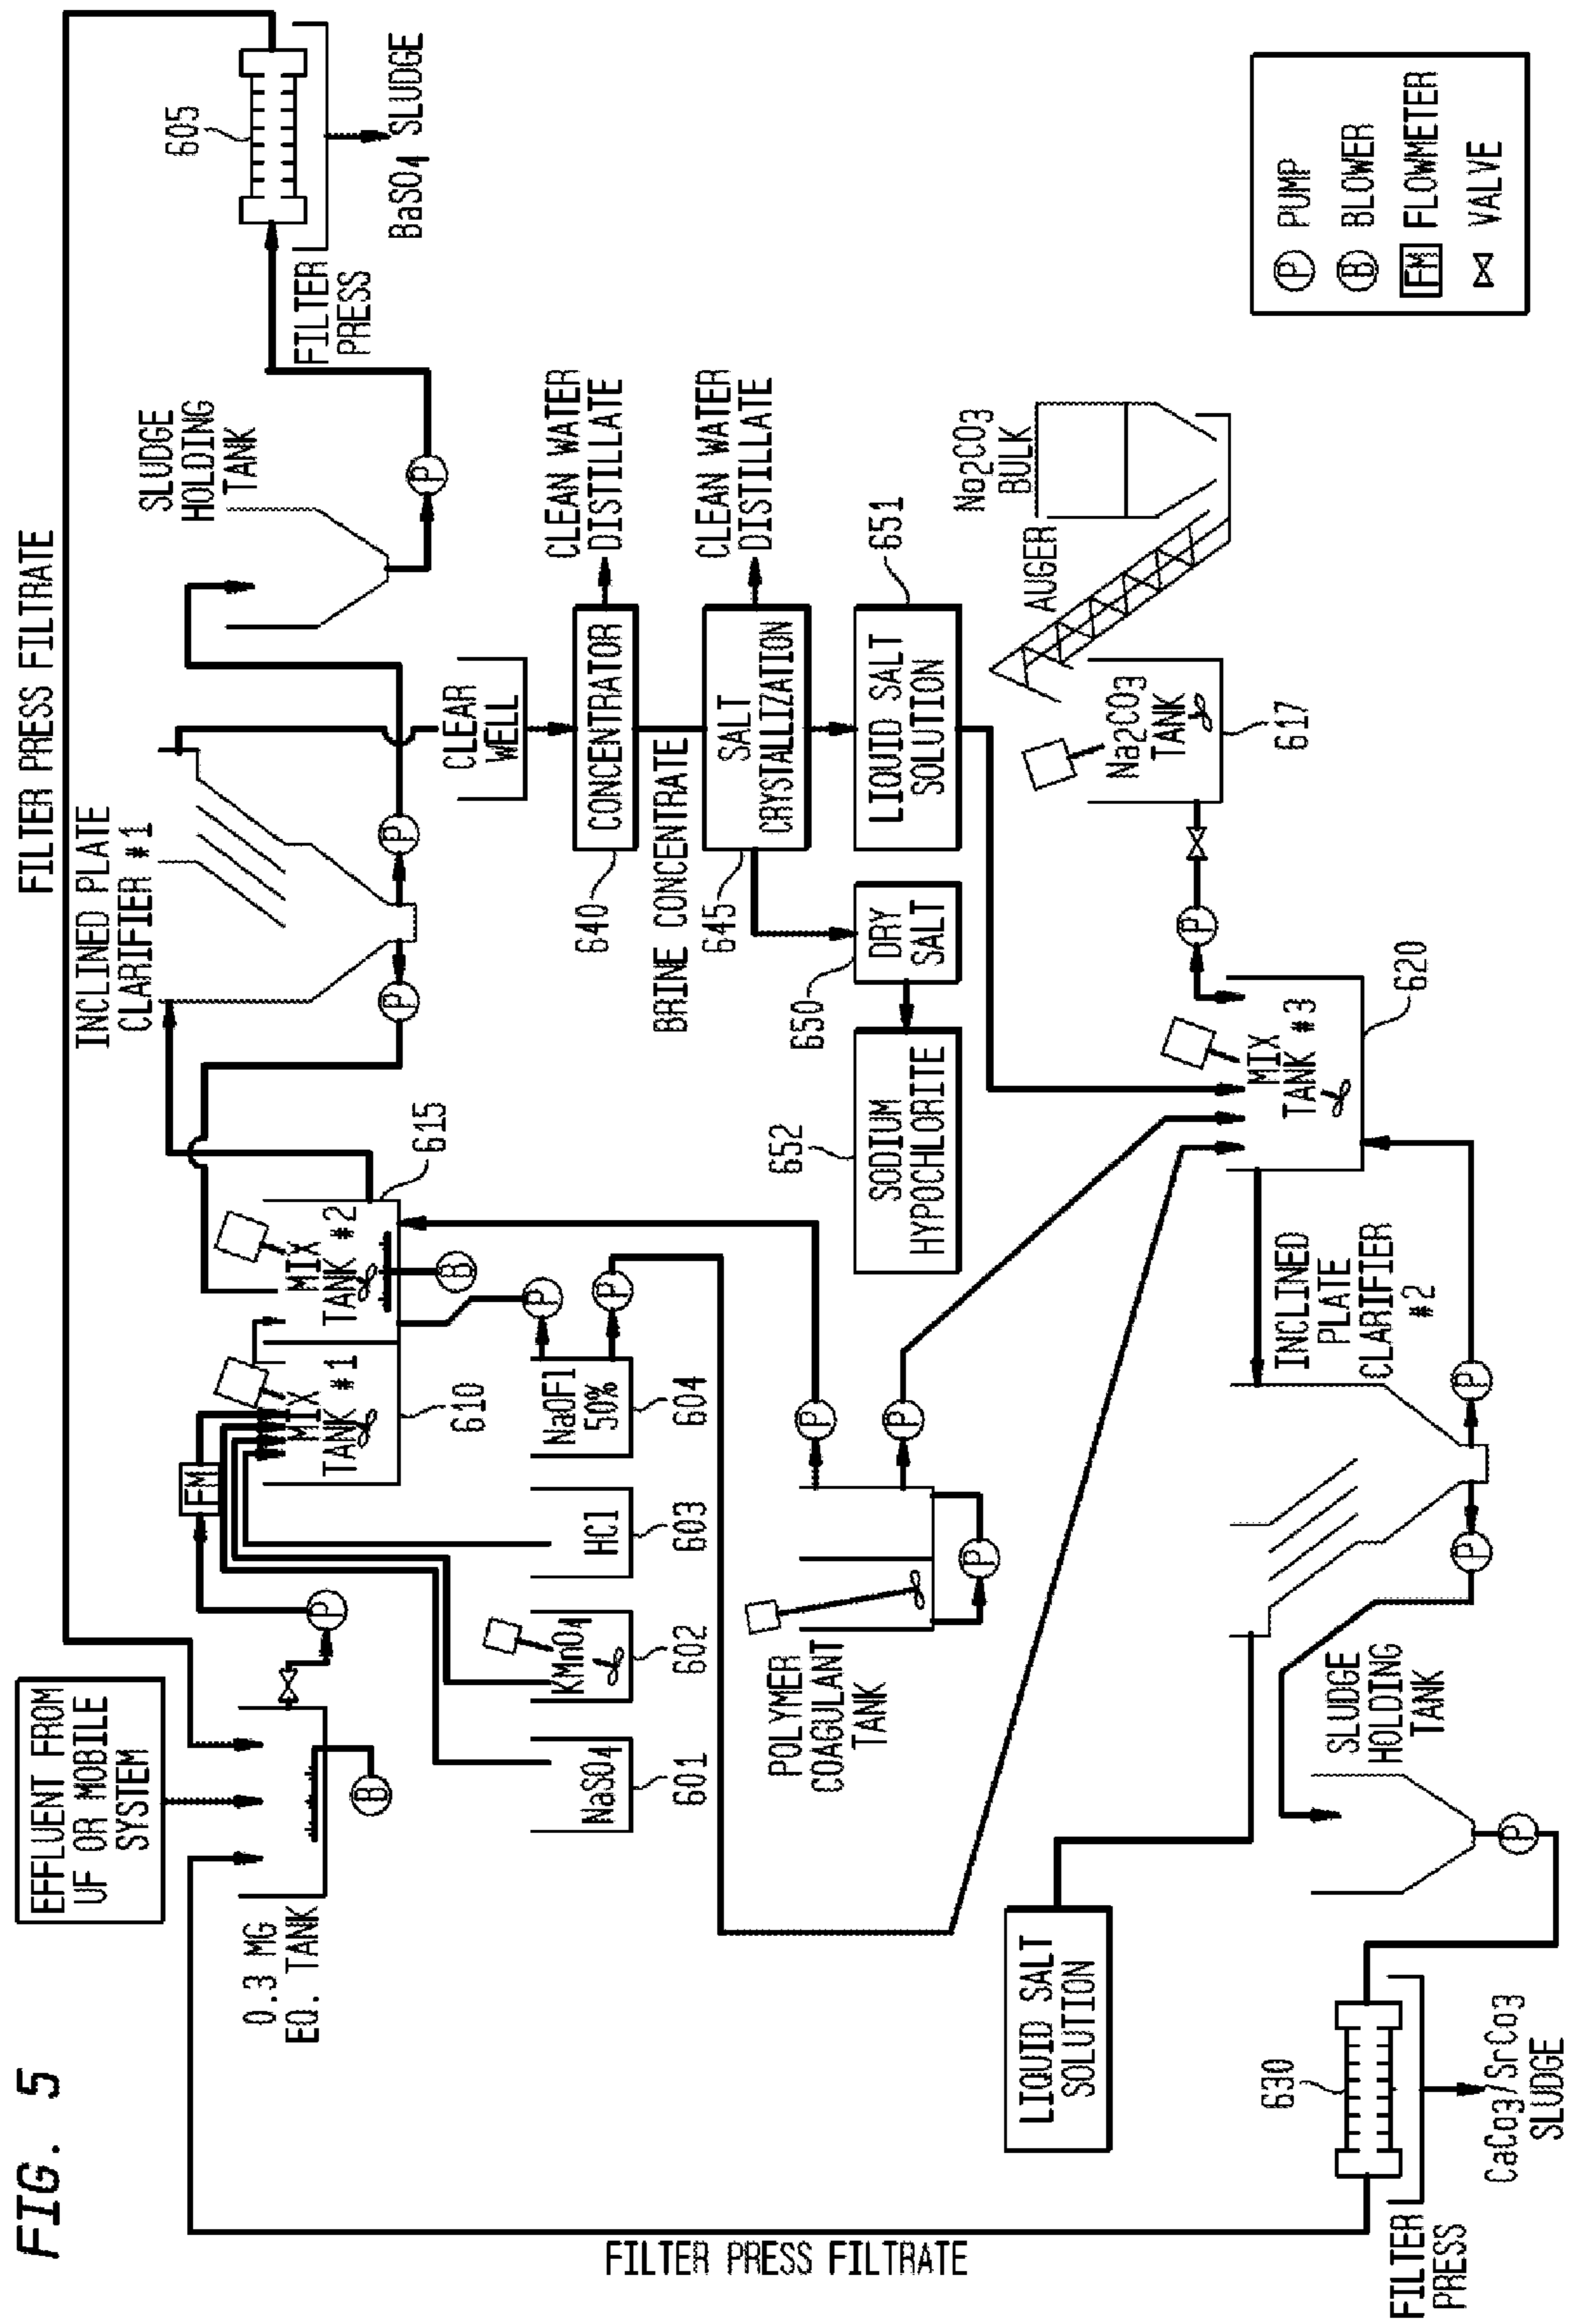 FIG. 5
EFFLUENT FROM
UF OR MOBILE
SYSTEM
FILTER PRESS FILTRATE
0.3 MG
EQ. TANK
B
P
FM
MIX
TANK #1
610
MIX
TANK #2
615
B
INCLINED PLATE
CLARIFIER #1
P
P
SLUDGE
HOLDING
TANK
P
FILTER
PRESS
605
BaSO4 SLUDGE
NaSO4
601
KMnO4
602
HCl
603
NaOFl
50%
604
P
P
CLEAR
WELL
CONCENTRATOR
640
CLEAN WATER
DISTILLATE
BRINE CONCENTRATE
SALT
CRYSTALLIZATION
645
CLEAN WATER
DISTILLATE
DRY
SALT
650
LIQUID SALT
SOLUTION
651
SODIUM
HYPOCHLORITE
652
POLYMER
COAGULANT
TANK
P
P
P
AUGER
No2CO3
BULK
Na2CO3
TANK
617
P
MIX
TANK #3
620
INCLINED
PLATE
CLARIFIER
#2
P
P
LIQUID SALT
SOLUTION
SLUDGE
HOLDING
TANK
P
630
FILTER
PRESS
CaCo3/SrCo3
SLUDGE
FILTER PRESS FILTRATE
P PUMP
B BLOWER
FM FLOWMETER
VALVE